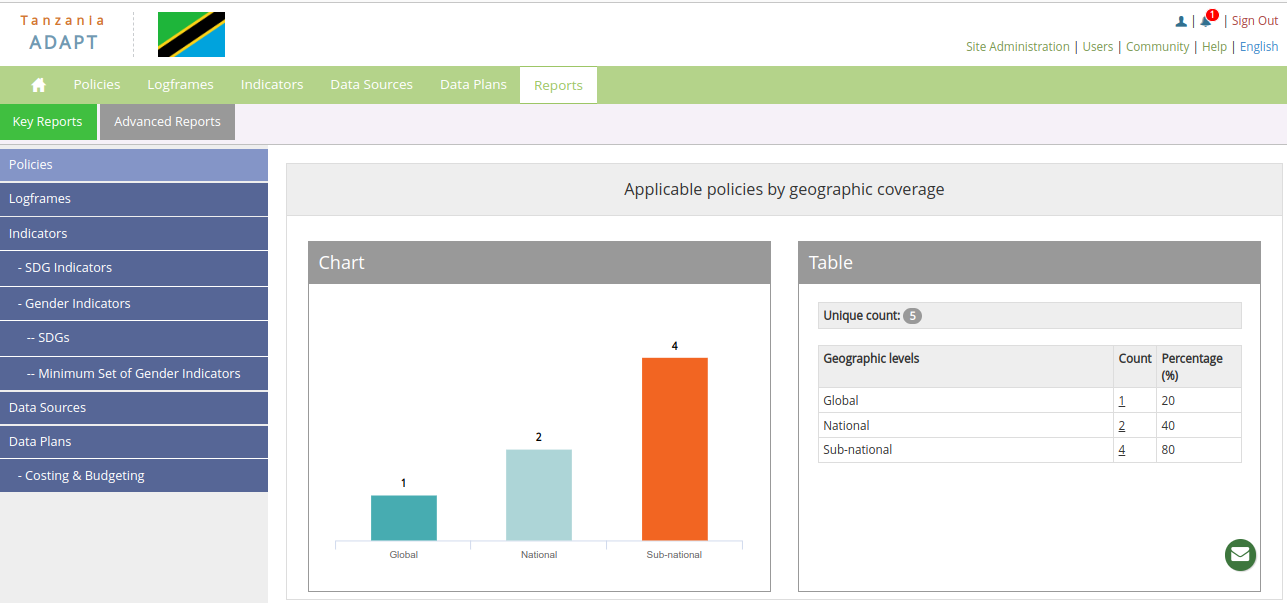 Tanzania
ADAPT
| 1 | Sign Out
Site Administration | Users | Community | Help | English
Policies Logframes Indicators Data Sources Data Plans Reports
Key Reports Advanced Reports
Policies
Logframes
Indicators
- SDG Indicators
- Gender Indicators
-- SDGs
-- Minimum Set of Gender Indicators
Data Sources
Data Plans
- Costing & Budgeting
Applicable policies by geographic coverage
Chart
4
2
1
Global National Sub-national
Table
Unique count: 5
Geographic levels Count Percentage
(%)
Global 1 20
National 2 40
Sub-national 4 80